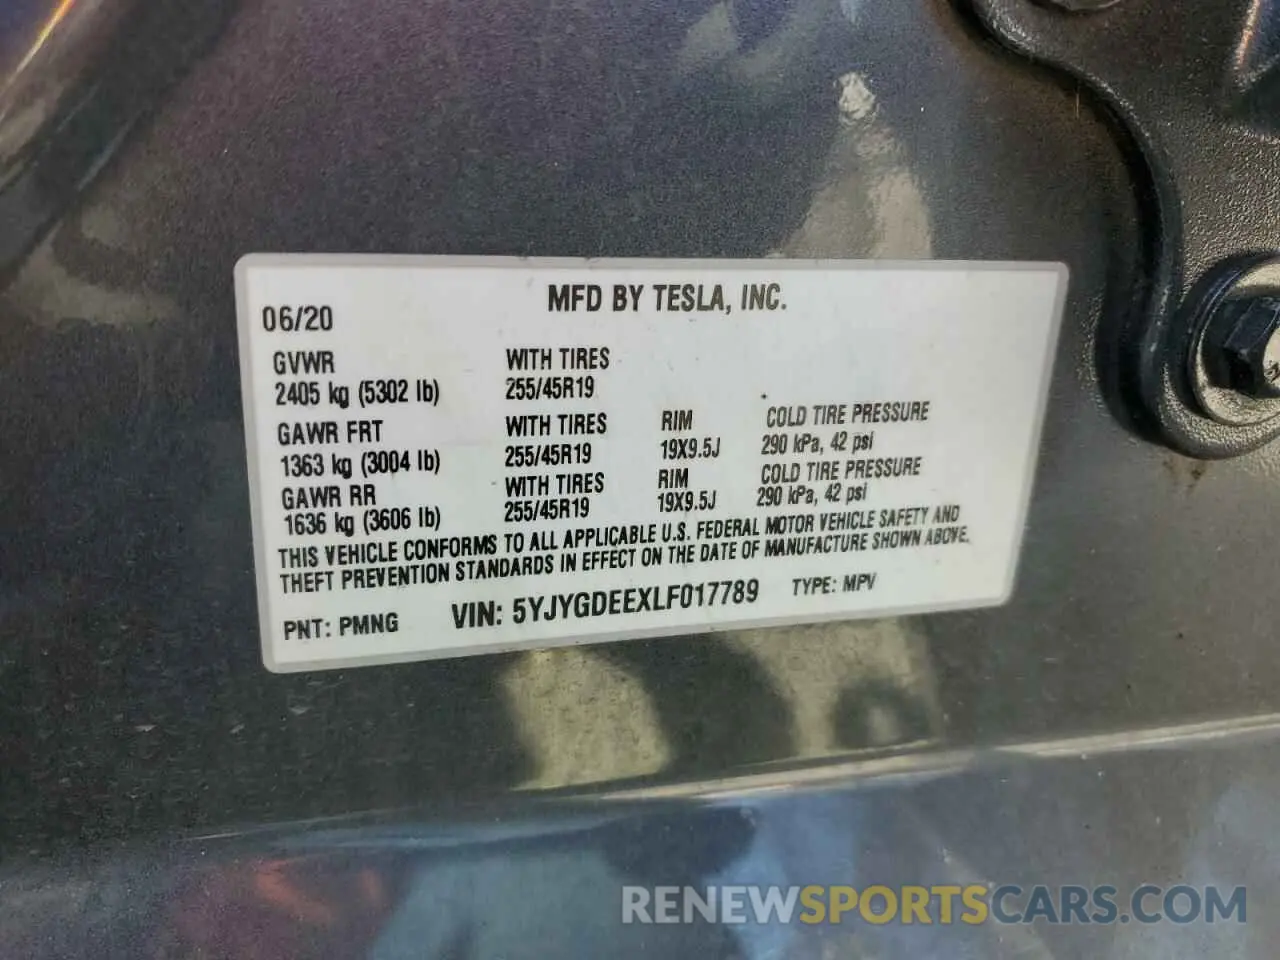 MFD BY TESLA, INC.
06/20
GVWR WITH TIRES
2405 kg (5302 lb) 255/45R19
GAWR FRT WITH TIRES RIM COLD TIRE PRESSURE
1363 kg (3004 lb) 255/45R19 19X9.5J 290 kPa, 42 psi
GAWR RR WITH TIRES RIM COLD TIRE PRESSURE
1636 kg (3606 lb) 255/45R19 19X9.5J 290 kPa, 42 psi
THIS VEHICLE CONFORMS TO ALL APPLICABLE U.S. FEDERAL MOTOR VEHICLE SAFETY AND
THEFT PREVENTION STANDARDS IN EFFECT ON THE DATE OF MANUFACTURE SHOWN ABOVE.
PNT: PMNG VIN: 5YJYGDEEXLF017789 TYPE: MPV
RENEWSPORTSCARS.COM